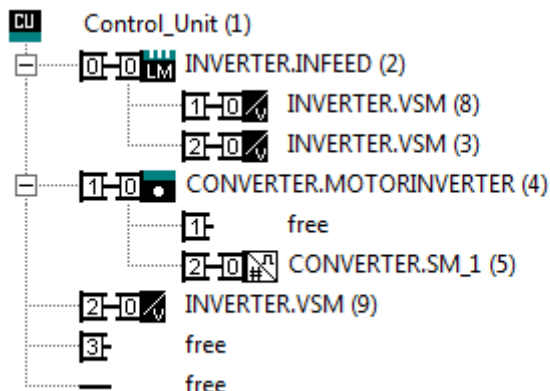 CU Control_Unit (1)
0 0 LM INVERTER.INFEED (2)
1 0 V INVERTER.VSM (8)
2 0 V INVERTER.VSM (3)
1 0 CONVERTER.MOTORINVERTER (4)
1 free
2 0 # CONVERTER.SM_1 (5)
2 0 V INVERTER.VSM (9)
3 free
free